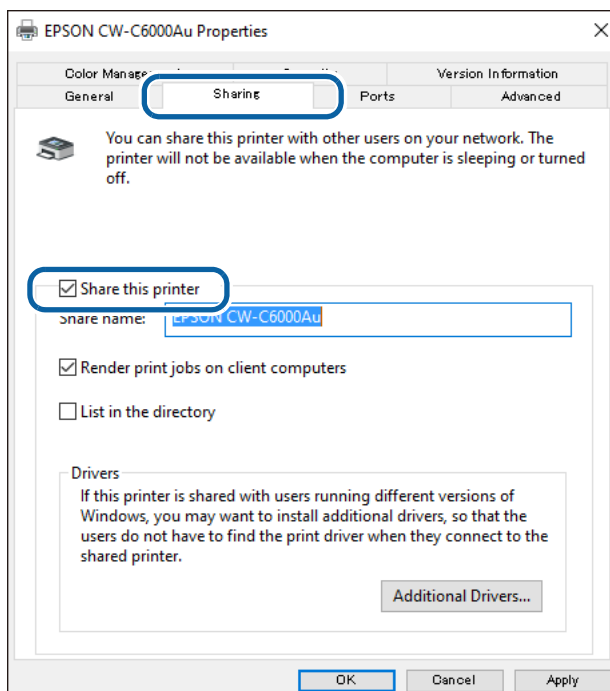 EPSON CW-C6000Au Properties
Color Manage Version Information
General Sharing Ports Advanced
You can share this printer with other users on your network. The
printer will not be available when the computer is sleeping or turned
off.
Share this printer
Share name: EPSON CW-C6000Au
Render print jobs on client computers
List in the directory
Drivers
If this printer is shared with users running different versions of
Windows, you may want to install additional drivers, so that the
users do not have to find the print driver when they connect to the
shared printer.
Additional Drivers...
OK Cancel Apply